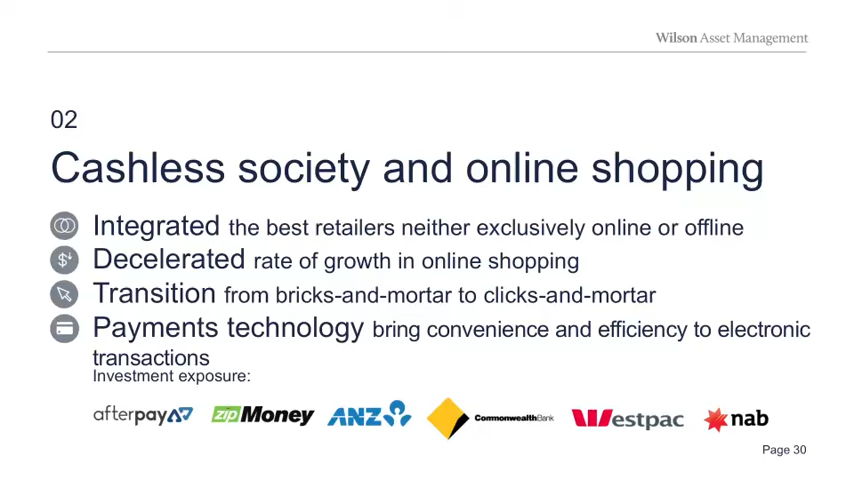 Wilson Asset Management
02
Cashless society and online shopping
Integrated the best retailers neither exclusively online or offline
Decelerated rate of growth in online shopping
Transition from bricks-and-mortar to clicks-and-mortar
Payments technology bring convenience and efficiency to electronic
transactions
Investment exposure:
afterpay zipMoney ANZ CommonwealthBank Westpac nab
Page 30